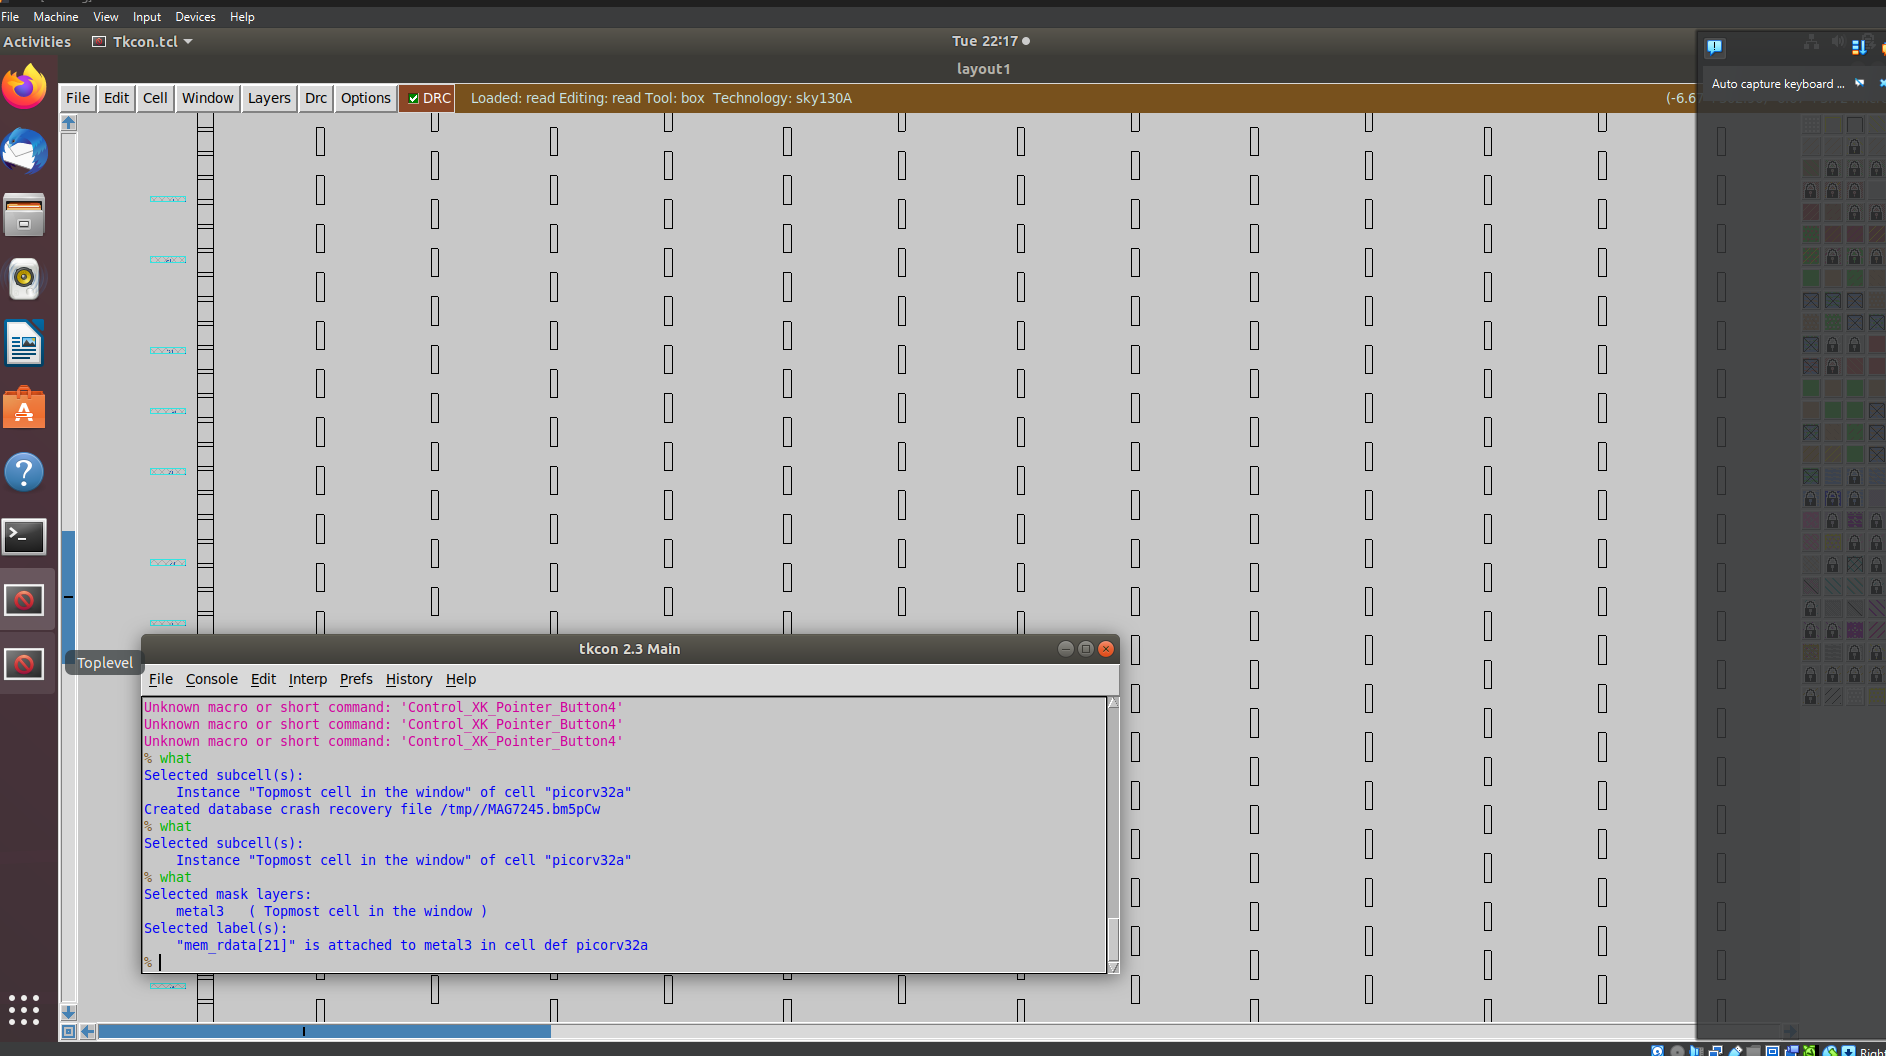 File Machine View Input Devices Help
Activities Tkcon.tcl Tue 22:17
layout1
File Edit Cell Window Layers Drc Options DRC Loaded: read Editing: read Tool: box Technology: sky130A
Auto capture keyboard ...
Toplevel
tkcon 2.3 Main
File Console Edit Interp Prefs History Help
Unknown macro or short command: 'Control_XK_Pointer_Button4'
Unknown macro or short command: 'Control_XK_Pointer_Button4'
Unknown macro or short command: 'Control_XK_Pointer_Button4'
% what
Selected subcell(s):
Instance "Topmost cell in the window" of cell "picorv32a"
Created database crash recovery file /tmp//MAG7245.bm5pCw
% what
Selected subcell(s):
Instance "Topmost cell in the window" of cell "picorv32a"
% what
Selected mask layers:
metal3 ( Topmost cell in the window )
Selected label(s):
"mem_rdata[21]" is attached to metal3 in cell def picorv32a
%